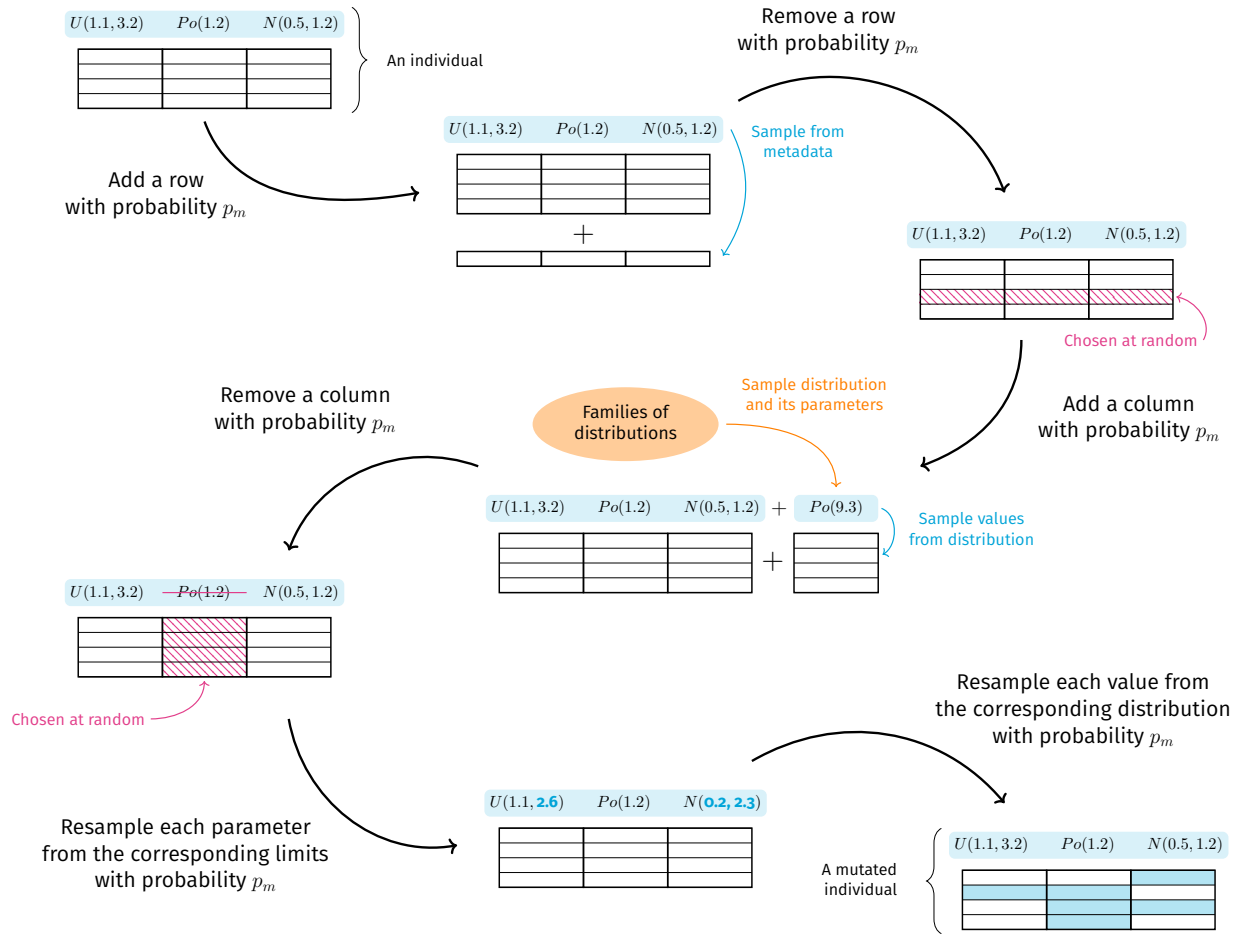 U(1.1, 3.2) Po(1.2) N(0.5, 1.2)
An individual
Add a row
with probability p_m
U(1.1, 3.2) Po(1.2) N(0.5, 1.2)
Sample from
metadata
+
Remove a row
with probability p_m
U(1.1, 3.2) Po(1.2) N(0.5, 1.2)
Chosen at random
Add a column
with probability p_m
Families of
distributions
Sample distribution
and its parameters
U(1.1, 3.2) Po(1.2) N(0.5, 1.2) + Po(9.3)
Sample values
from distribution
+
Remove a column
with probability p_m
U(1.1, 3.2) Po(1.2) N(0.5, 1.2)
Chosen at random
Resample each parameter
from the corresponding limits
with probability p_m
U(1.1, 2.6) Po(1.2) N(0.2, 2.3)
Resample each value from
the corresponding distribution
with probability p_m
U(1.1, 3.2) Po(1.2) N(0.5, 1.2)
A mutated
individual